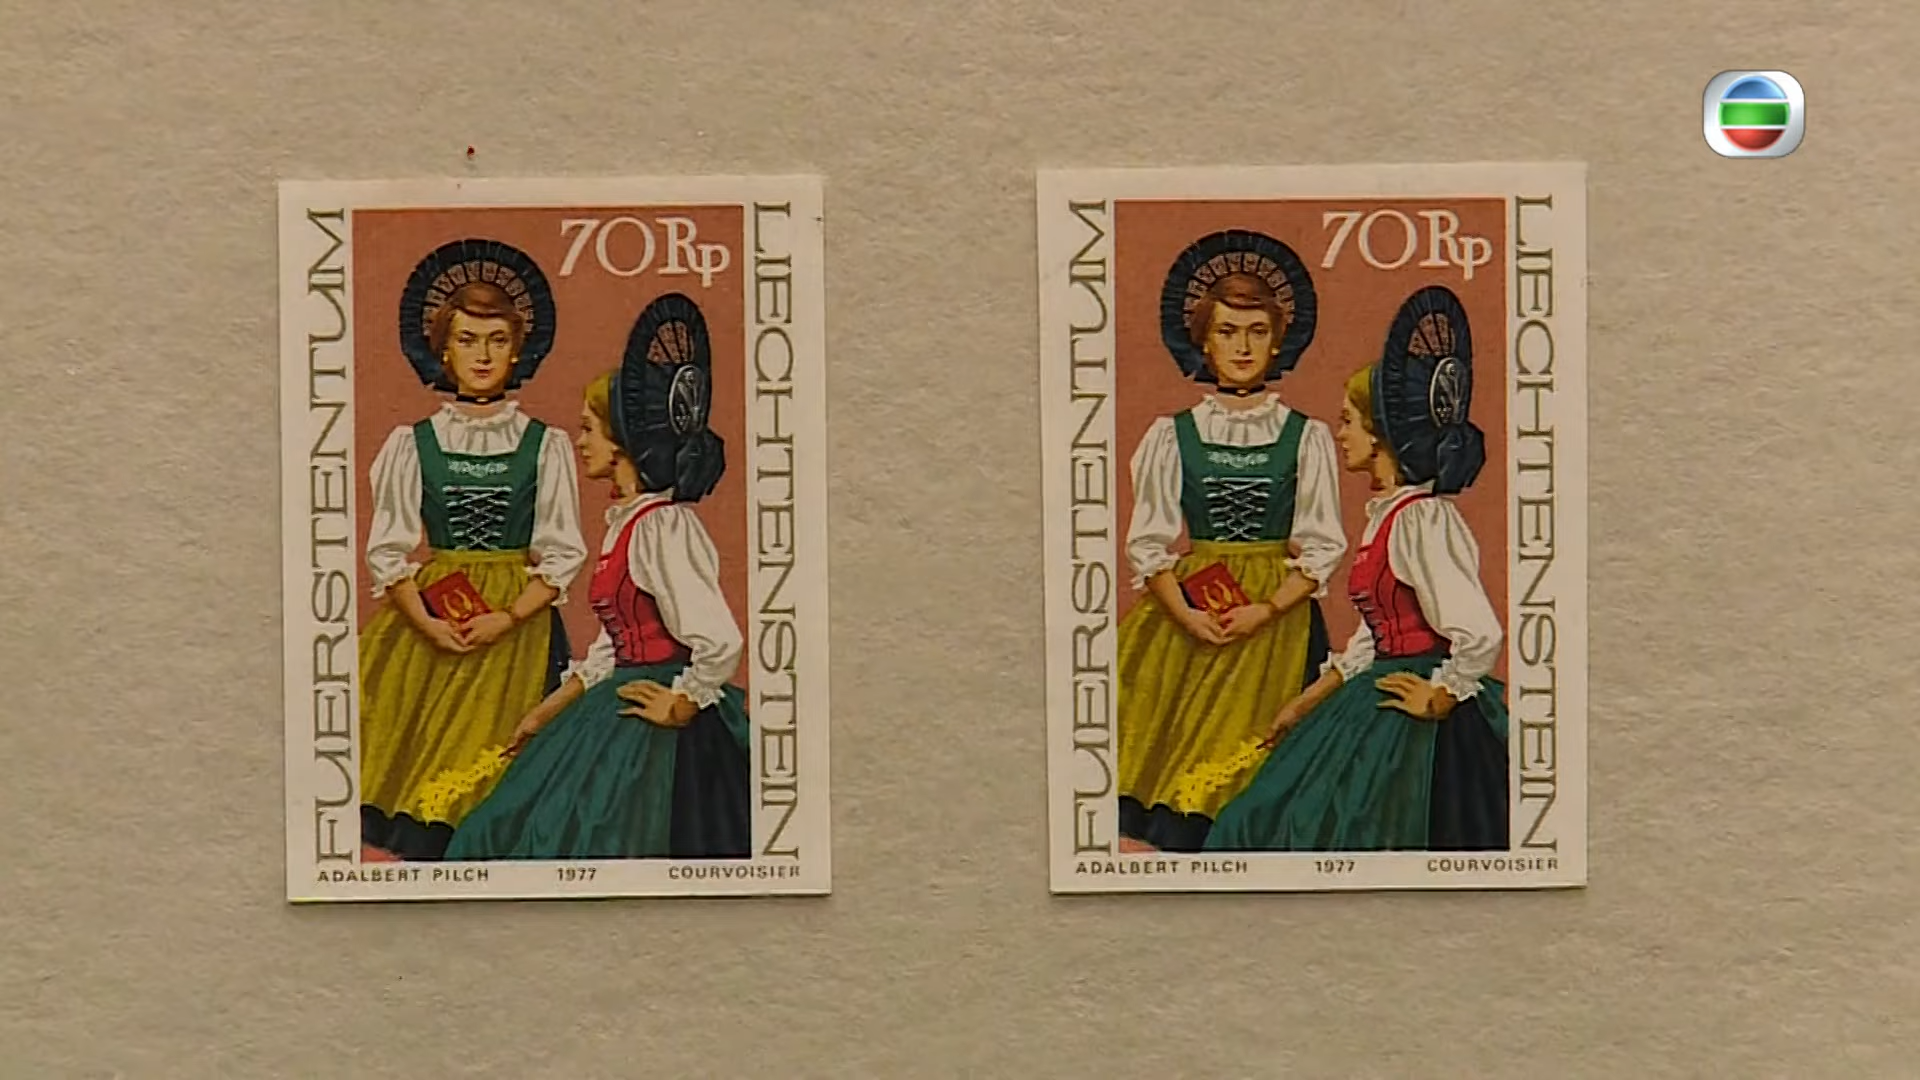 70Rp
FUERSTENTUM
LIECHTENSTEIN
ADALBERT PILCH 1977 COURVOISIER
70Rp
FUERSTENTUM
LIECHTENSTEIN
ADALBERT PILCH 1977 COURVOISIER